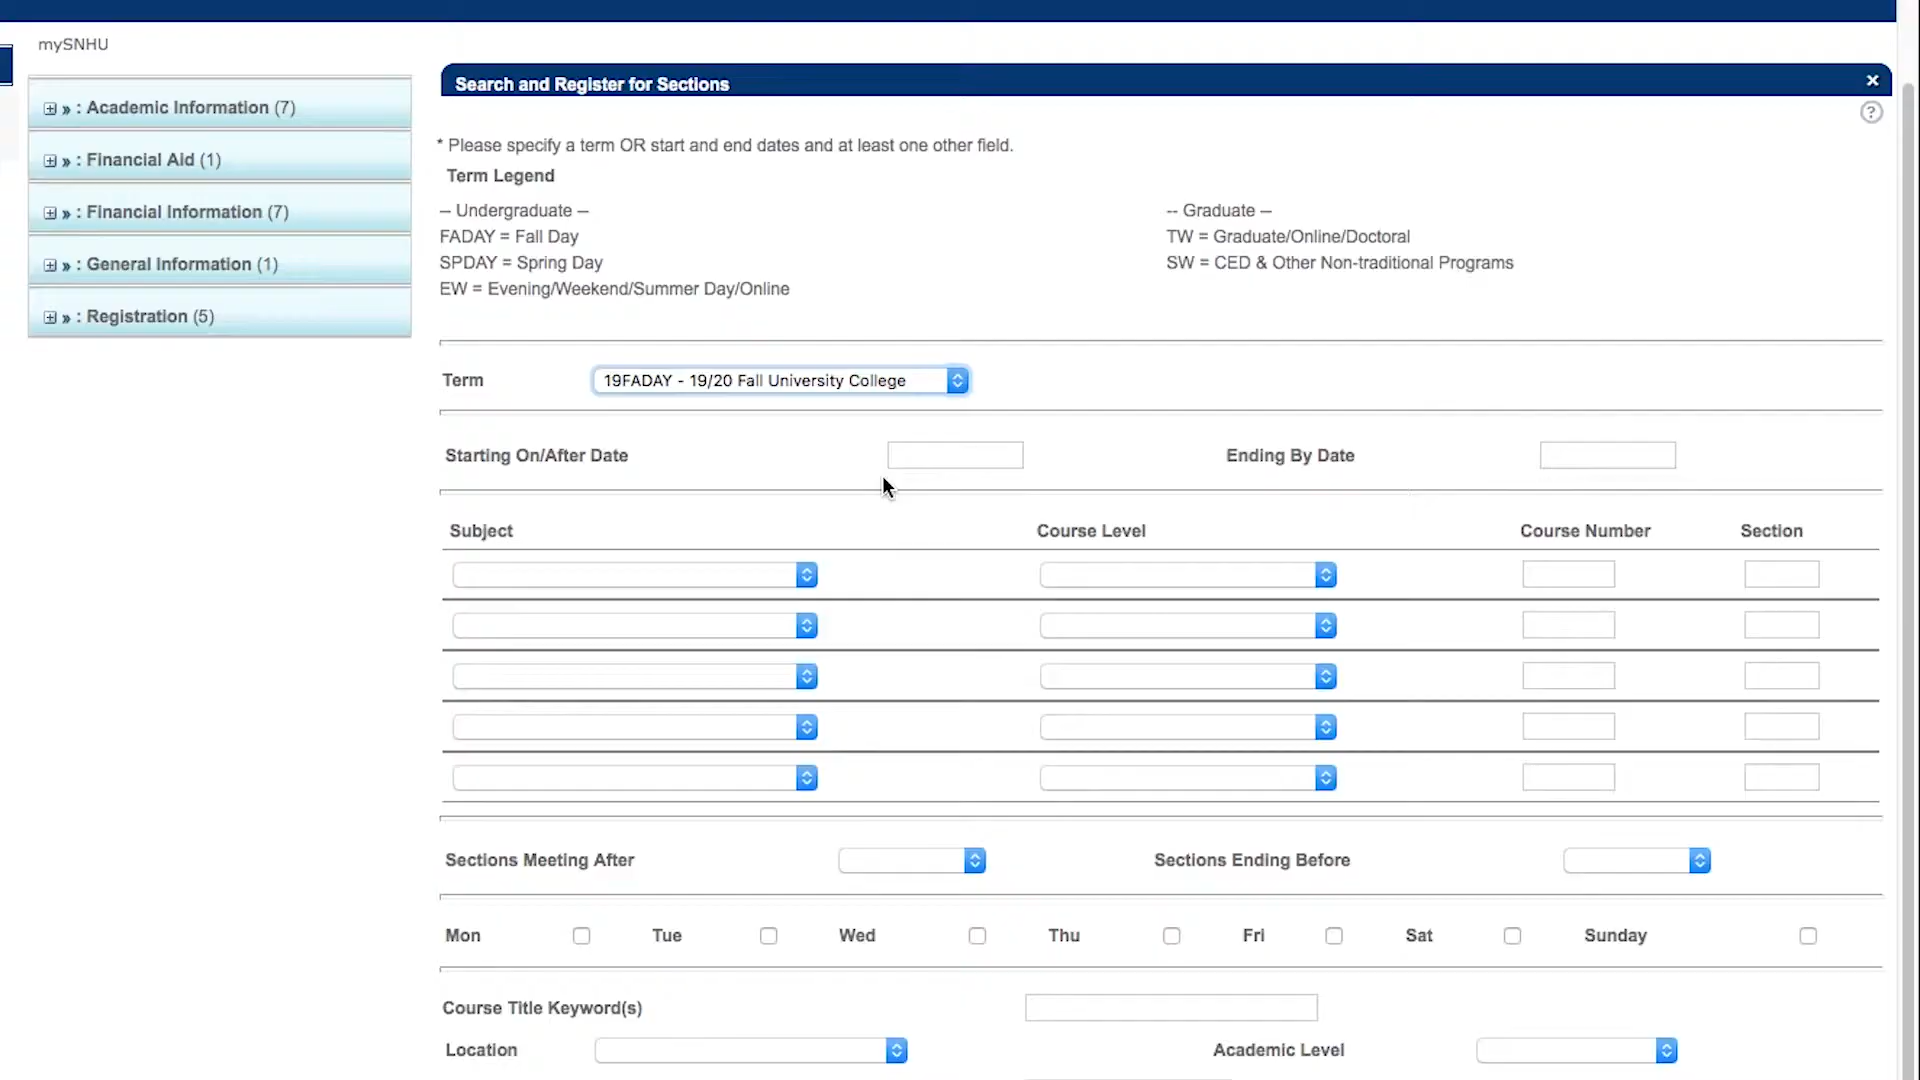 mySNHU
» : Academic Information (7)
» : Financial Aid (1)
» : Financial Information (7)
» : General Information (1)
» : Registration (5)
Search and Register for Sections
* Please specify a term OR start and end dates and at least one other field.
Term Legend
– Undergraduate –
FADAY = Fall Day
SPDAY = Spring Day
EW = Evening/Weekend/Summer Day/Online
-- Graduate –
TW = Graduate/Online/Doctoral
SW = CED & Other Non-traditional Programs
Term 19FADAY - 19/20 Fall University College
Starting On/After Date Ending By Date
Subject Course Level Course Number Section
Sections Meeting After Sections Ending Before
Mon Tue Wed Thu Fri Sat Sunday
Course Title Keyword(s)
Location Academic Level